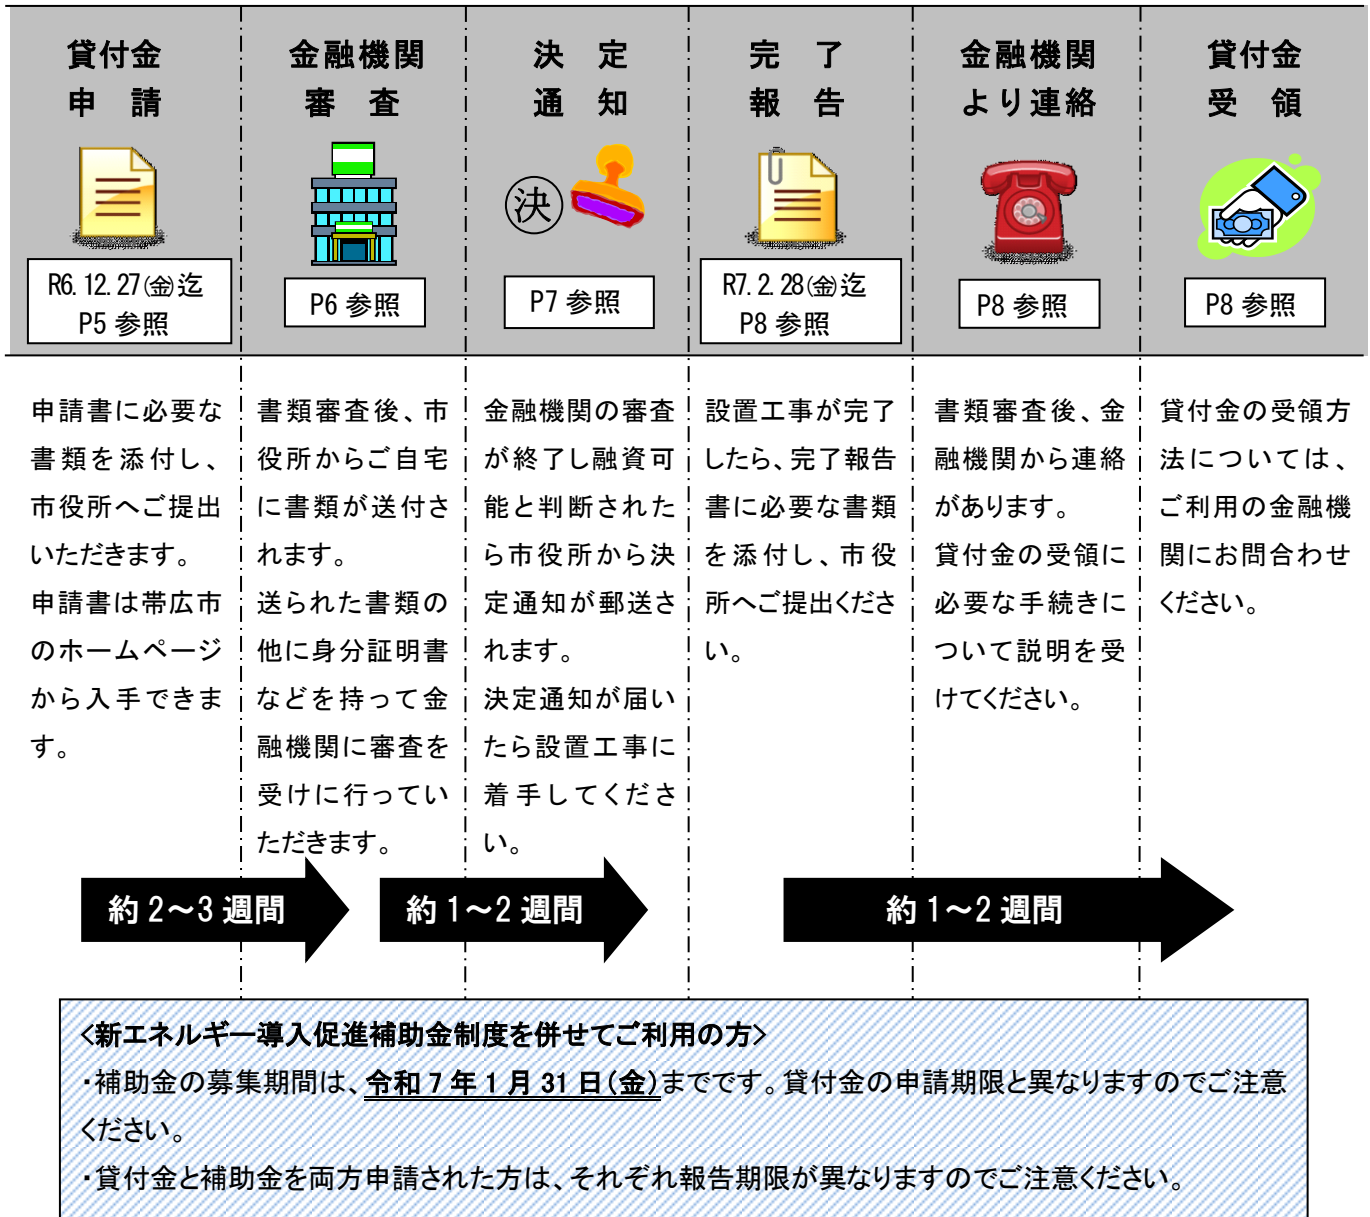 貸付金
申　請
R6.12.27㈮迄
P5 参照
金融機関
審　査
P6 参照
決　定
通　知
決
P7 参照
完　了
報　告
R7.2.28㈮迄
P8 参照
金融機関
より連絡
P8 参照
貸付金
受　領
P8 参照
申請書に必要な
書類を添付し、
市役所へご提出
いただきます。
申請書は帯広市
のホームページ
から入手できま
す。
書類審査後、市
役所からご自宅
に書類が送付さ
れます。
送られた書類の
他に身分証明書
などを持って金
融機関に審査を
受けに行ってい
ただきます。
金融機関の審査
が終了し融資可
能と判断された
ら市役所から決
定通知が郵送さ
れます。
決定通知が届い
たら設置工事に
着手してくださ
い。
設置工事が完了
したら、完了報告
書に必要な書類
を添付し、市役
所へご提出くださ
い。
書類審査後、金
融機関から連絡
があります。
貸付金の受領に
必要な手続きに
ついて説明を受
けてください。
貸付金の受領方
法については、
ご利用の金融機
関にお問合わせ
ください。
約 2～3 週間
約 1～2 週間
約 1～2 週間
<新エネルギー導入促進補助金制度を併せてご利用の方>
・補助金の募集期間は、令和 7 年 1 月 31 日（金）までです。貸付金の申請期限と異なりますのでご注意
ください。
・貸付金と補助金を両方申請された方は、それぞれ報告期限が異なりますのでご注意ください。